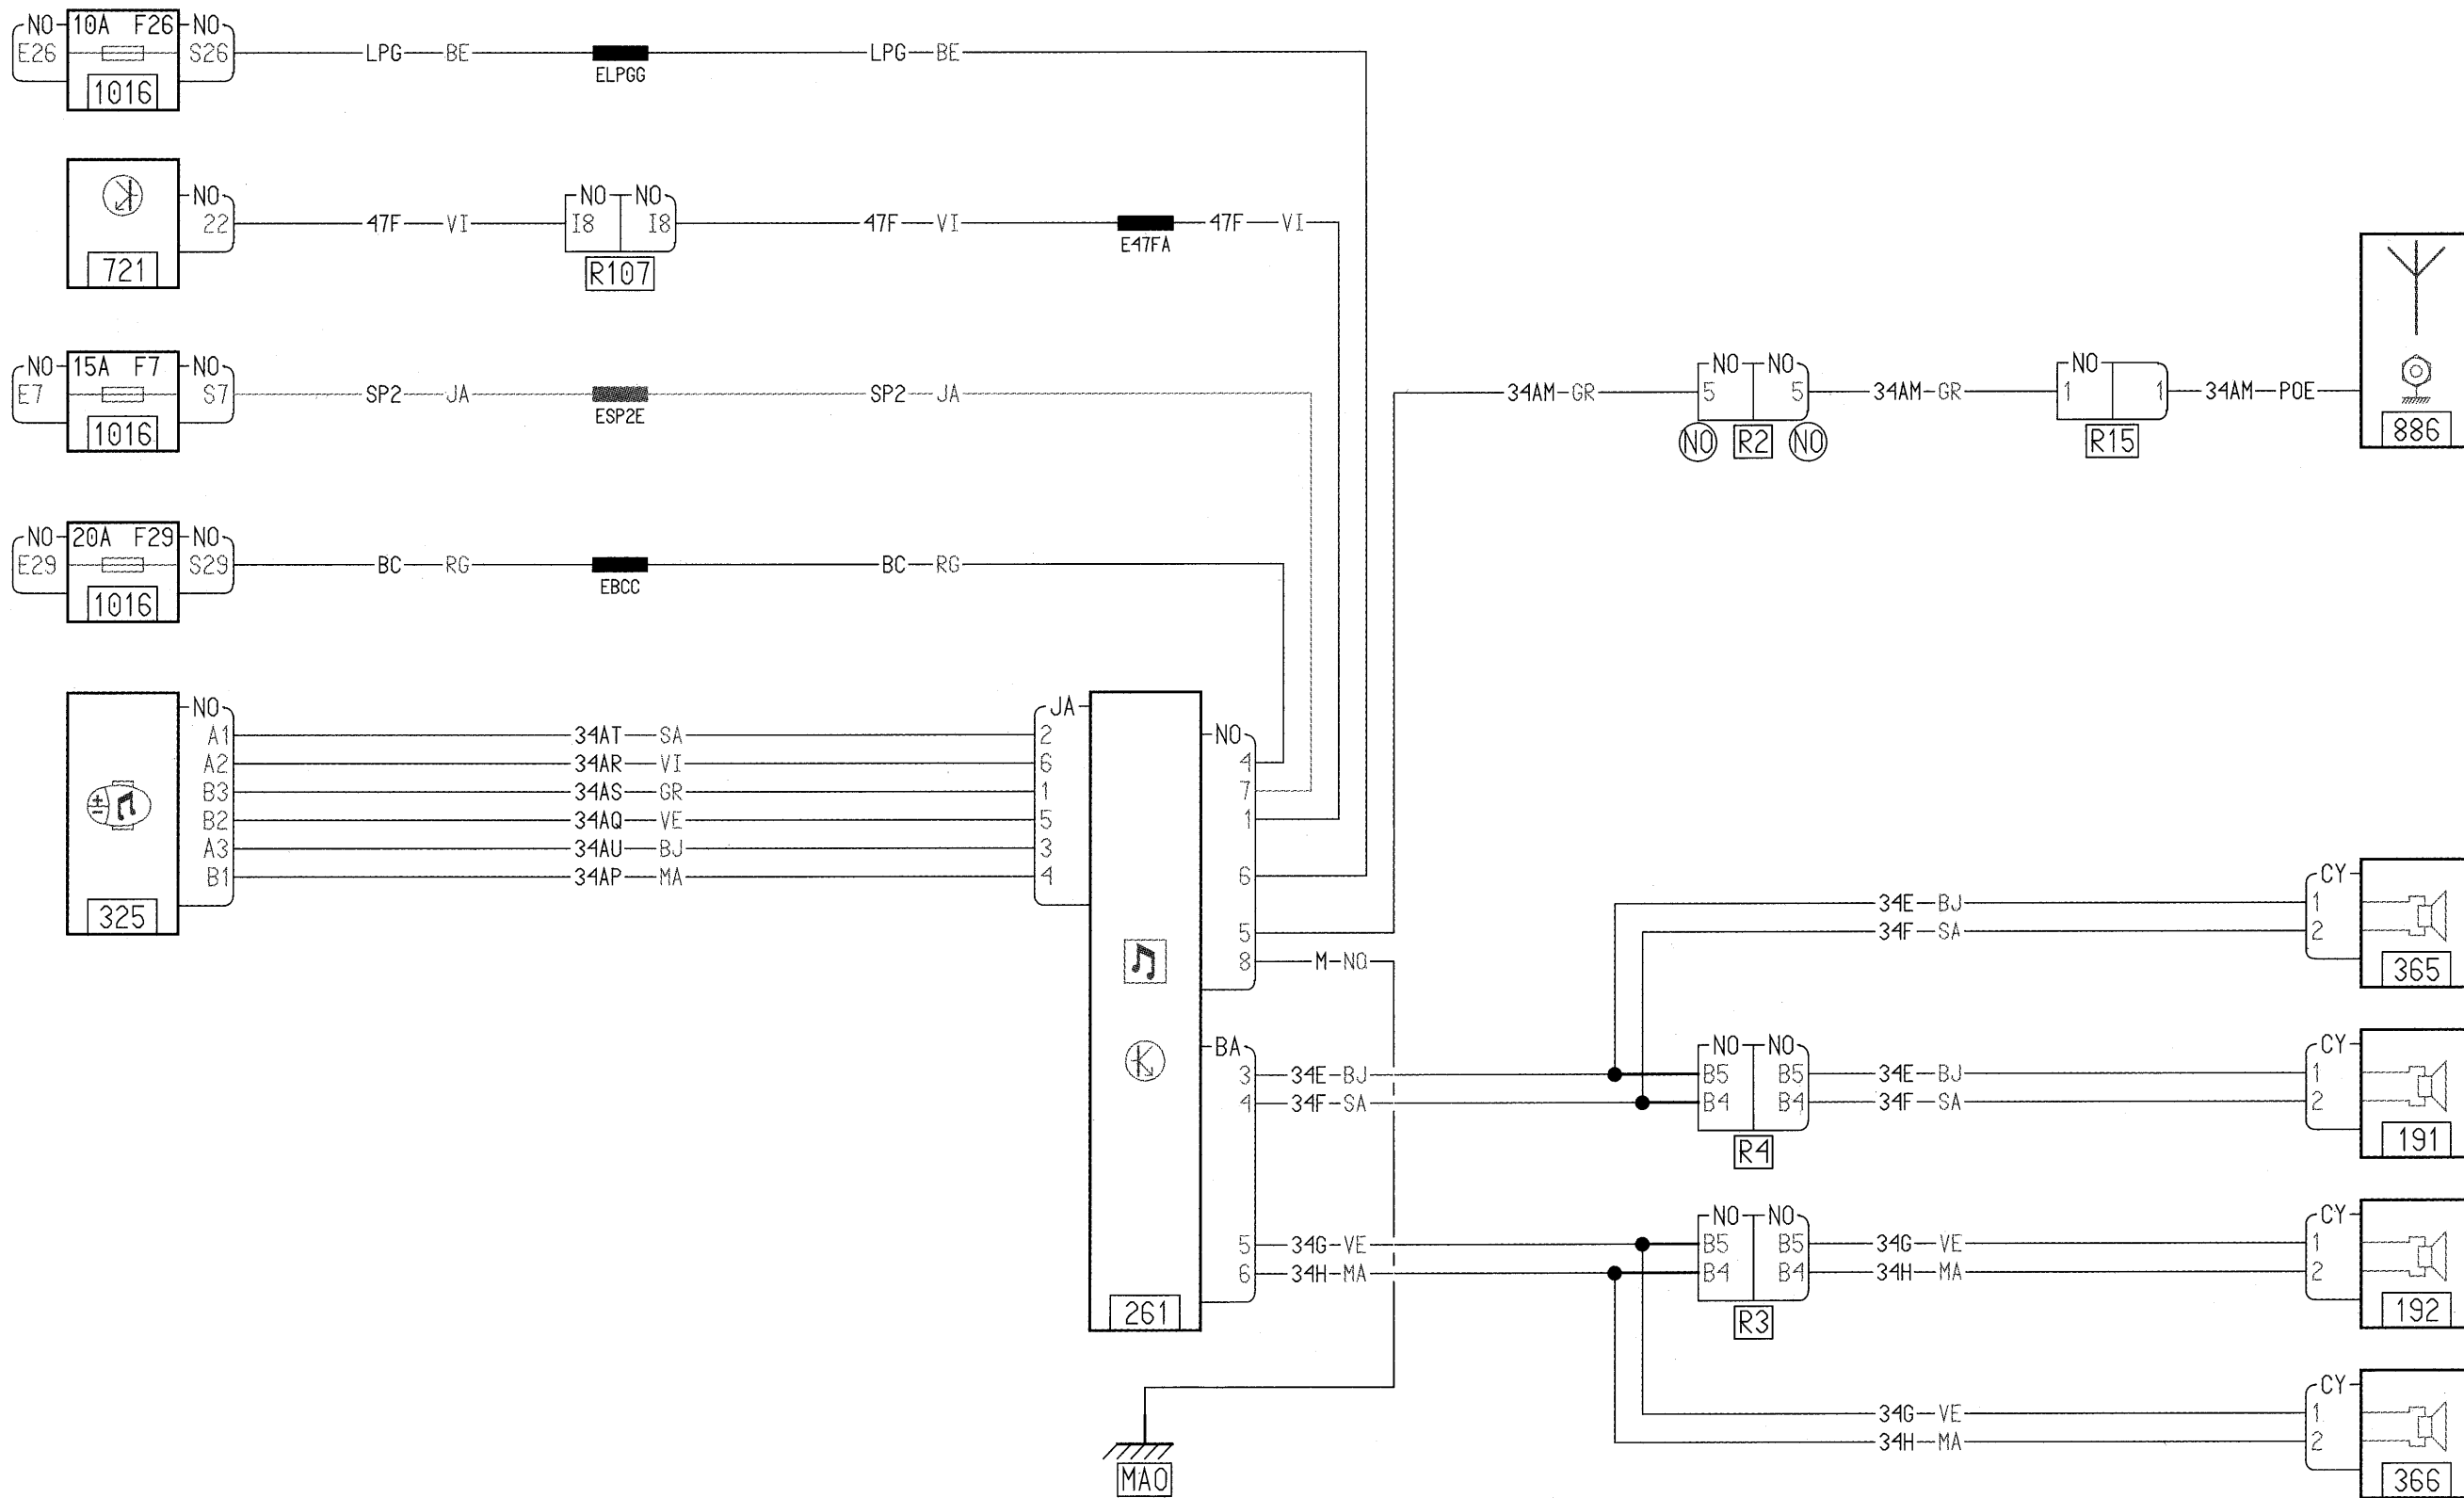 NO 10A F26 NO
E26 S26 LPG BE LPG BE
ELPGG
1016
NO NO NO
22 47F VI I8 I8 47F VI 47F VI
E47FA
721 R107
NO 15A F7 NO NO NO NO
E7 S7 SP2 JA SP2 JA 34AM GR 5 5 34AM GR 1 1 34AM POE
ESP2E
1016 NO R2 NO R15 886
NO 20A F29 NO
E29 S29 BC RG BC RG
EBCC
1016
NO JA
A1 34AT SA 2 NO
A2 34AR VI 6 4
B3 34AS GR 1 7
B2 34AQ VE 5 1
A3 34AU BJ 3
B1 34AP MA 4 6 CY
34E BJ 1
325 5 34F SA 2
8 M NO 365
BA NO NO CY
3 34E BJ B5 B5 34E BJ 1
4 34F SA B4 B4 34F SA 2
R4 191
NO NO CY
5 34G VE B5 B5 34G VE 1
6 34H MA B4 B4 34H MA 2
261 R3 192
CY
34G VE 1
34H MA 2
MAO 366